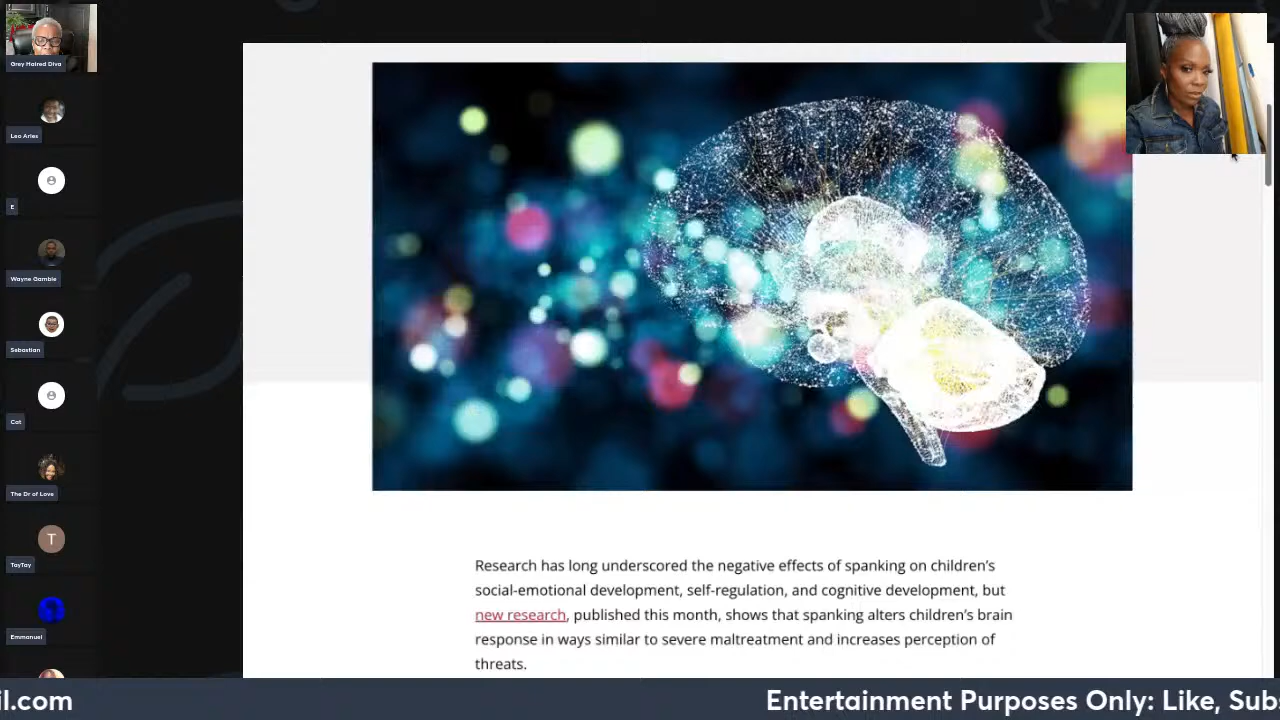 Grey Haired Diva
Leo Aries
E
Wayne Gamble
Sebastian
Cat
The Dr of Love
T
TayTay
Emmanuel
Research has long underscored the negative effects of spanking on children’s
social-emotional development, self-regulation, and cognitive development, but
new research, published this month, shows that spanking alters children’s brain
response in ways similar to severe maltreatment and increases perception of
threats.
il.com
Entertainment Purposes Only: Like, Subs